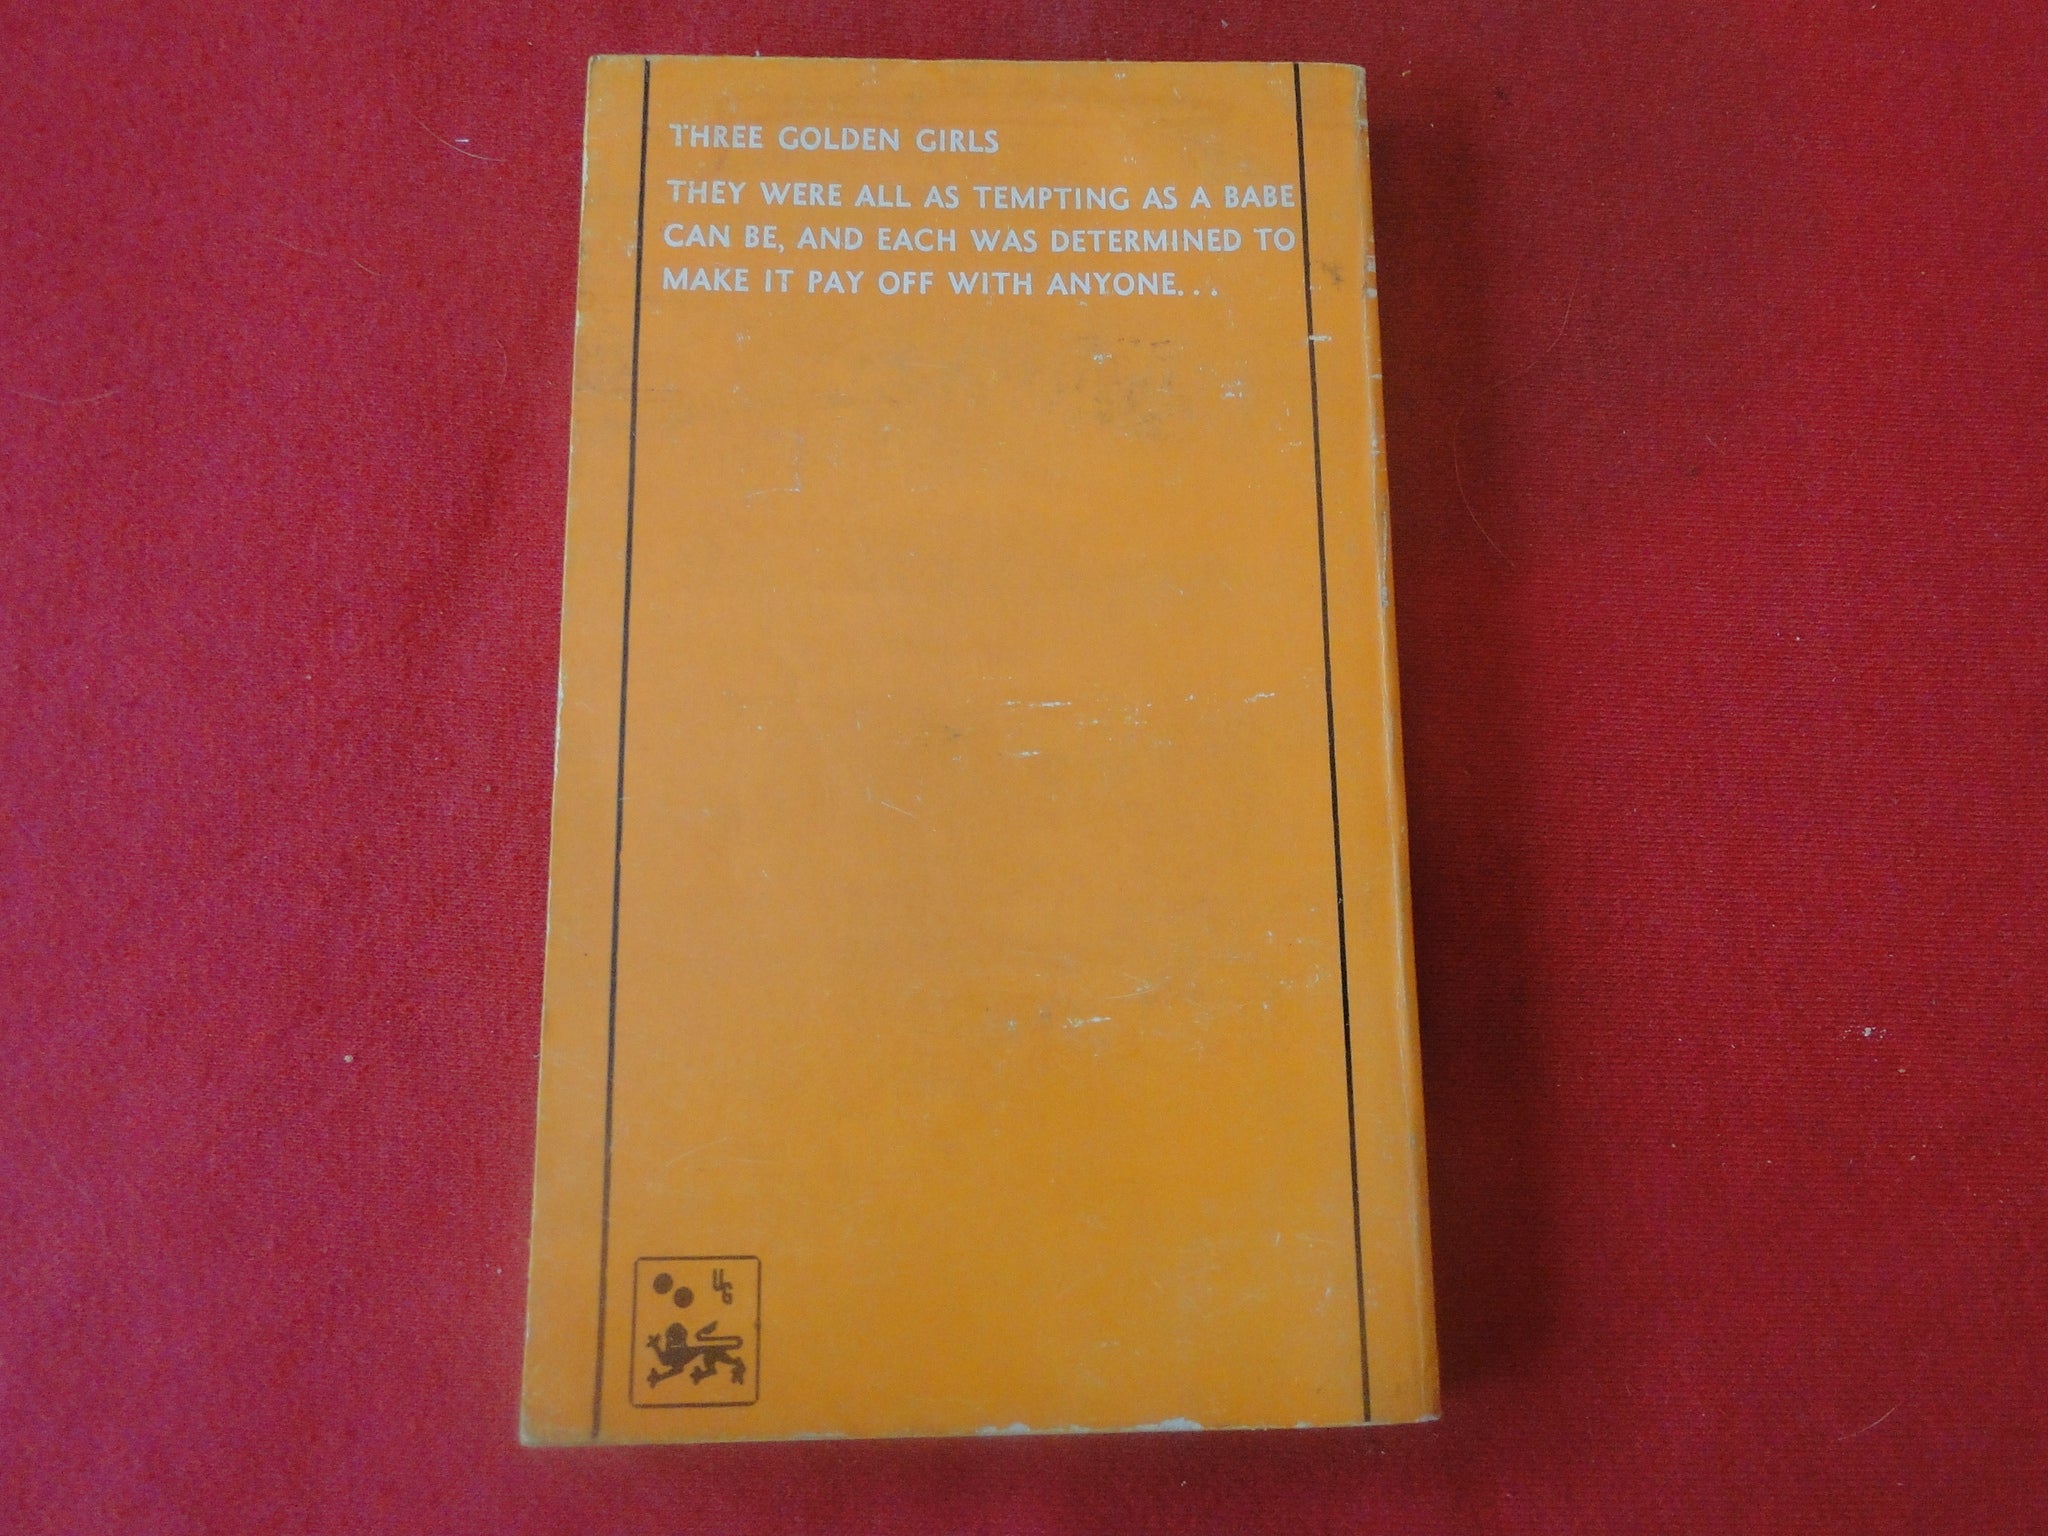 THREE GOLDEN GIRLS
THEY WERE ALL AS TEMPTING AS A BABE
CAN BE, AND EACH WAS DETERMINED TO
MAKE IT PAY OFF WITH ANYONE. . .
UG